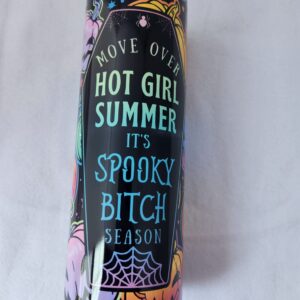 MOVE OVER
HOT GIRL
SUMMER
IT'S
SPOOKY
BITCH
SEASON